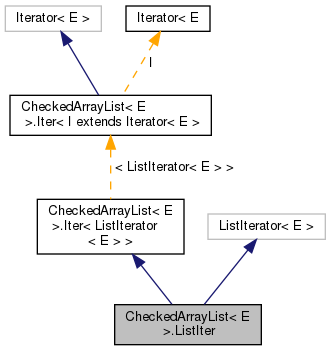 Iterator< E >
Iterator< E
I
CheckedArrayList< E
>.Iter< I extends Iterator< E >
< ListIterator< E > >
CheckedArrayList< E
>.Iter< ListIterator
< E > >
ListIterator< E >
CheckedArrayList< E
>.ListIter